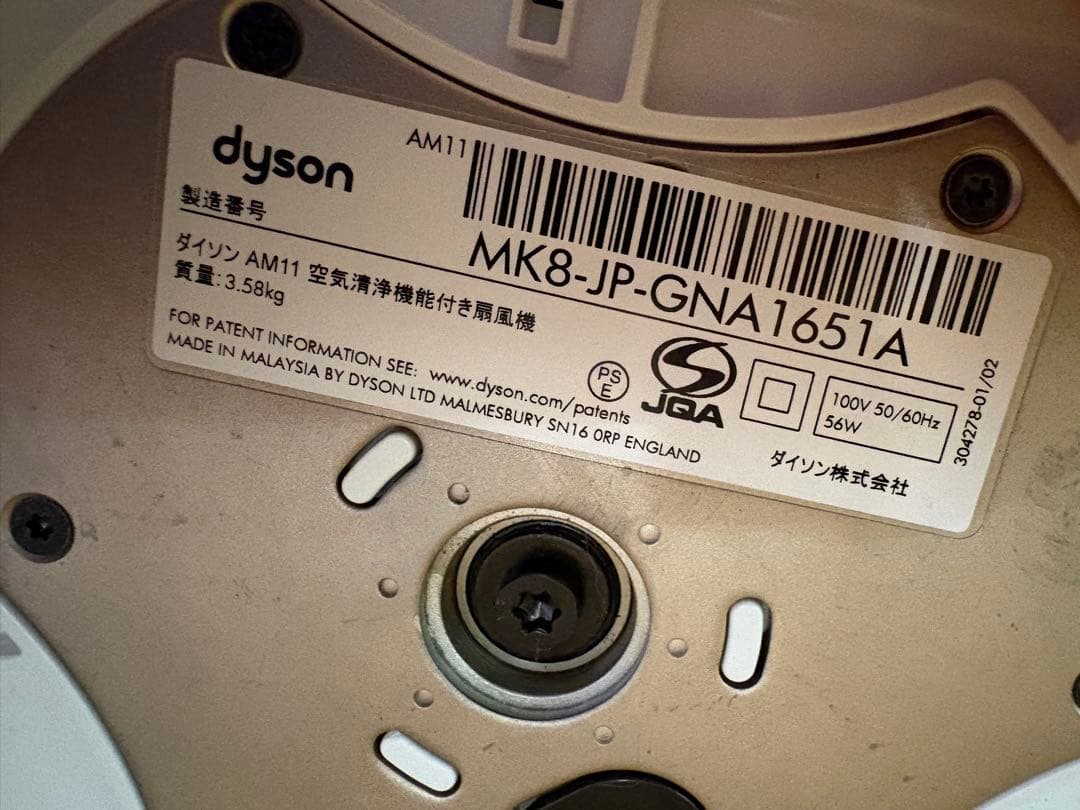 dyson
AM11
製造番号
MK8-JP-GNA1651A
ダイソン AM11 空気清浄機能付き扇風機
質量:3.58kg
FOR PATENT INFORMATION SEE: www.dyson.com/patents
MADE IN MALAYSIA BY DYSON LTD MALMESBURY SN16 0RP ENGLAND
PS
E
JQA
100V 50/60Hz
56W
ダイソン株式会社
304278-01/02